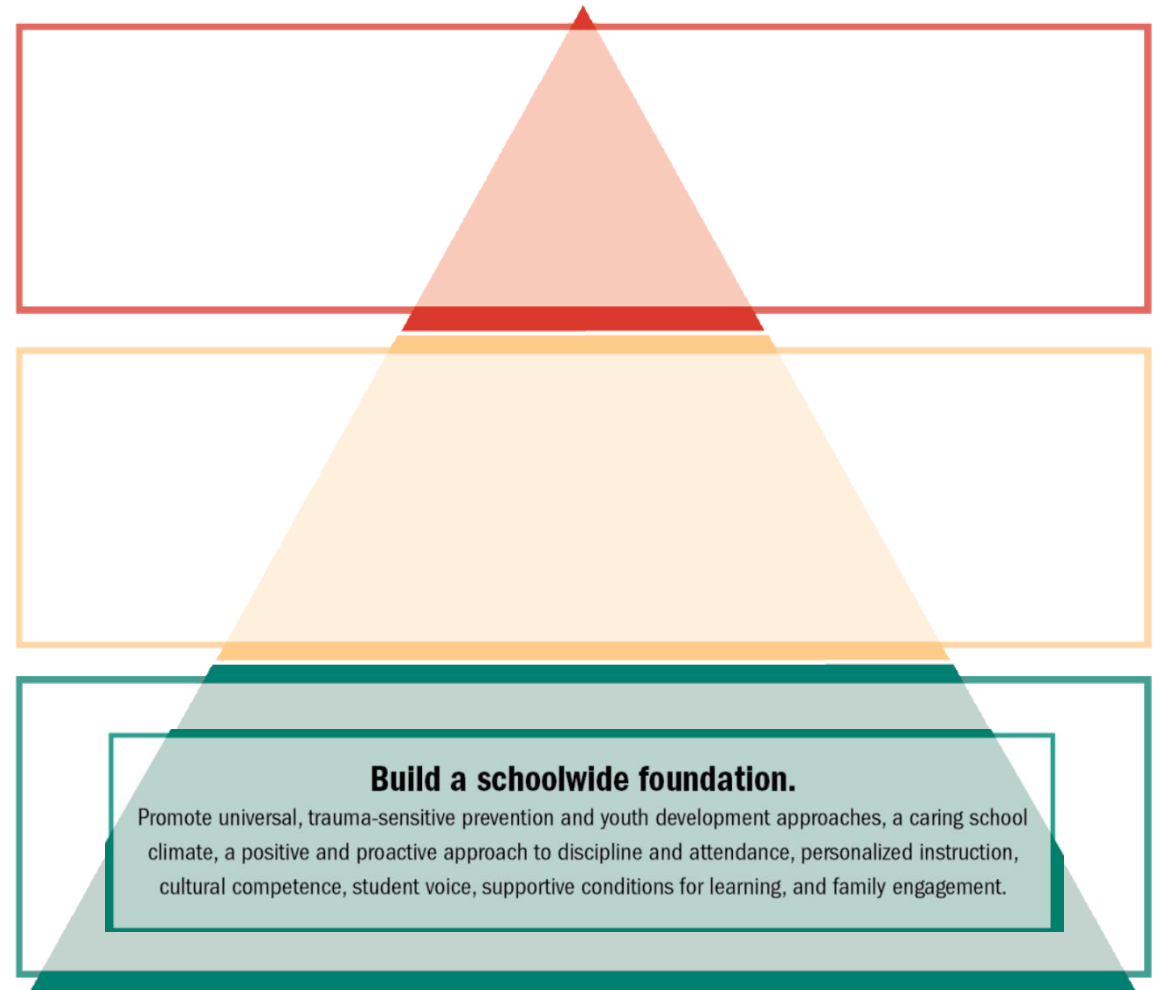 Build a schoolwide foundation.
Promote universal, trauma-sensitive prevention and youth development approaches, a caring school
climate, a positive and proactive approach to discipline and attendance, personalized instruction,
cultural competence, student voice, supportive conditions for learning, and family engagement.